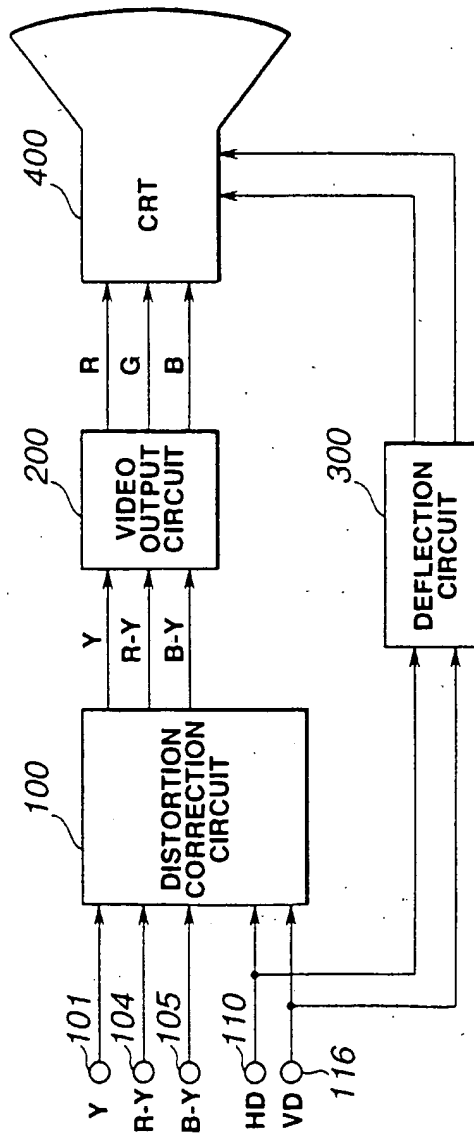 Y
101
R-Y
104
B-Y
105
HD
110
VD
116
100
DISTORTION
CORRECTION
CIRCUIT
Y
R-Y
B-Y
200
VIDEO
OUTPUT
CIRCUIT
R
G
B
400
CRT
300
DEFLECTION
CIRCUIT